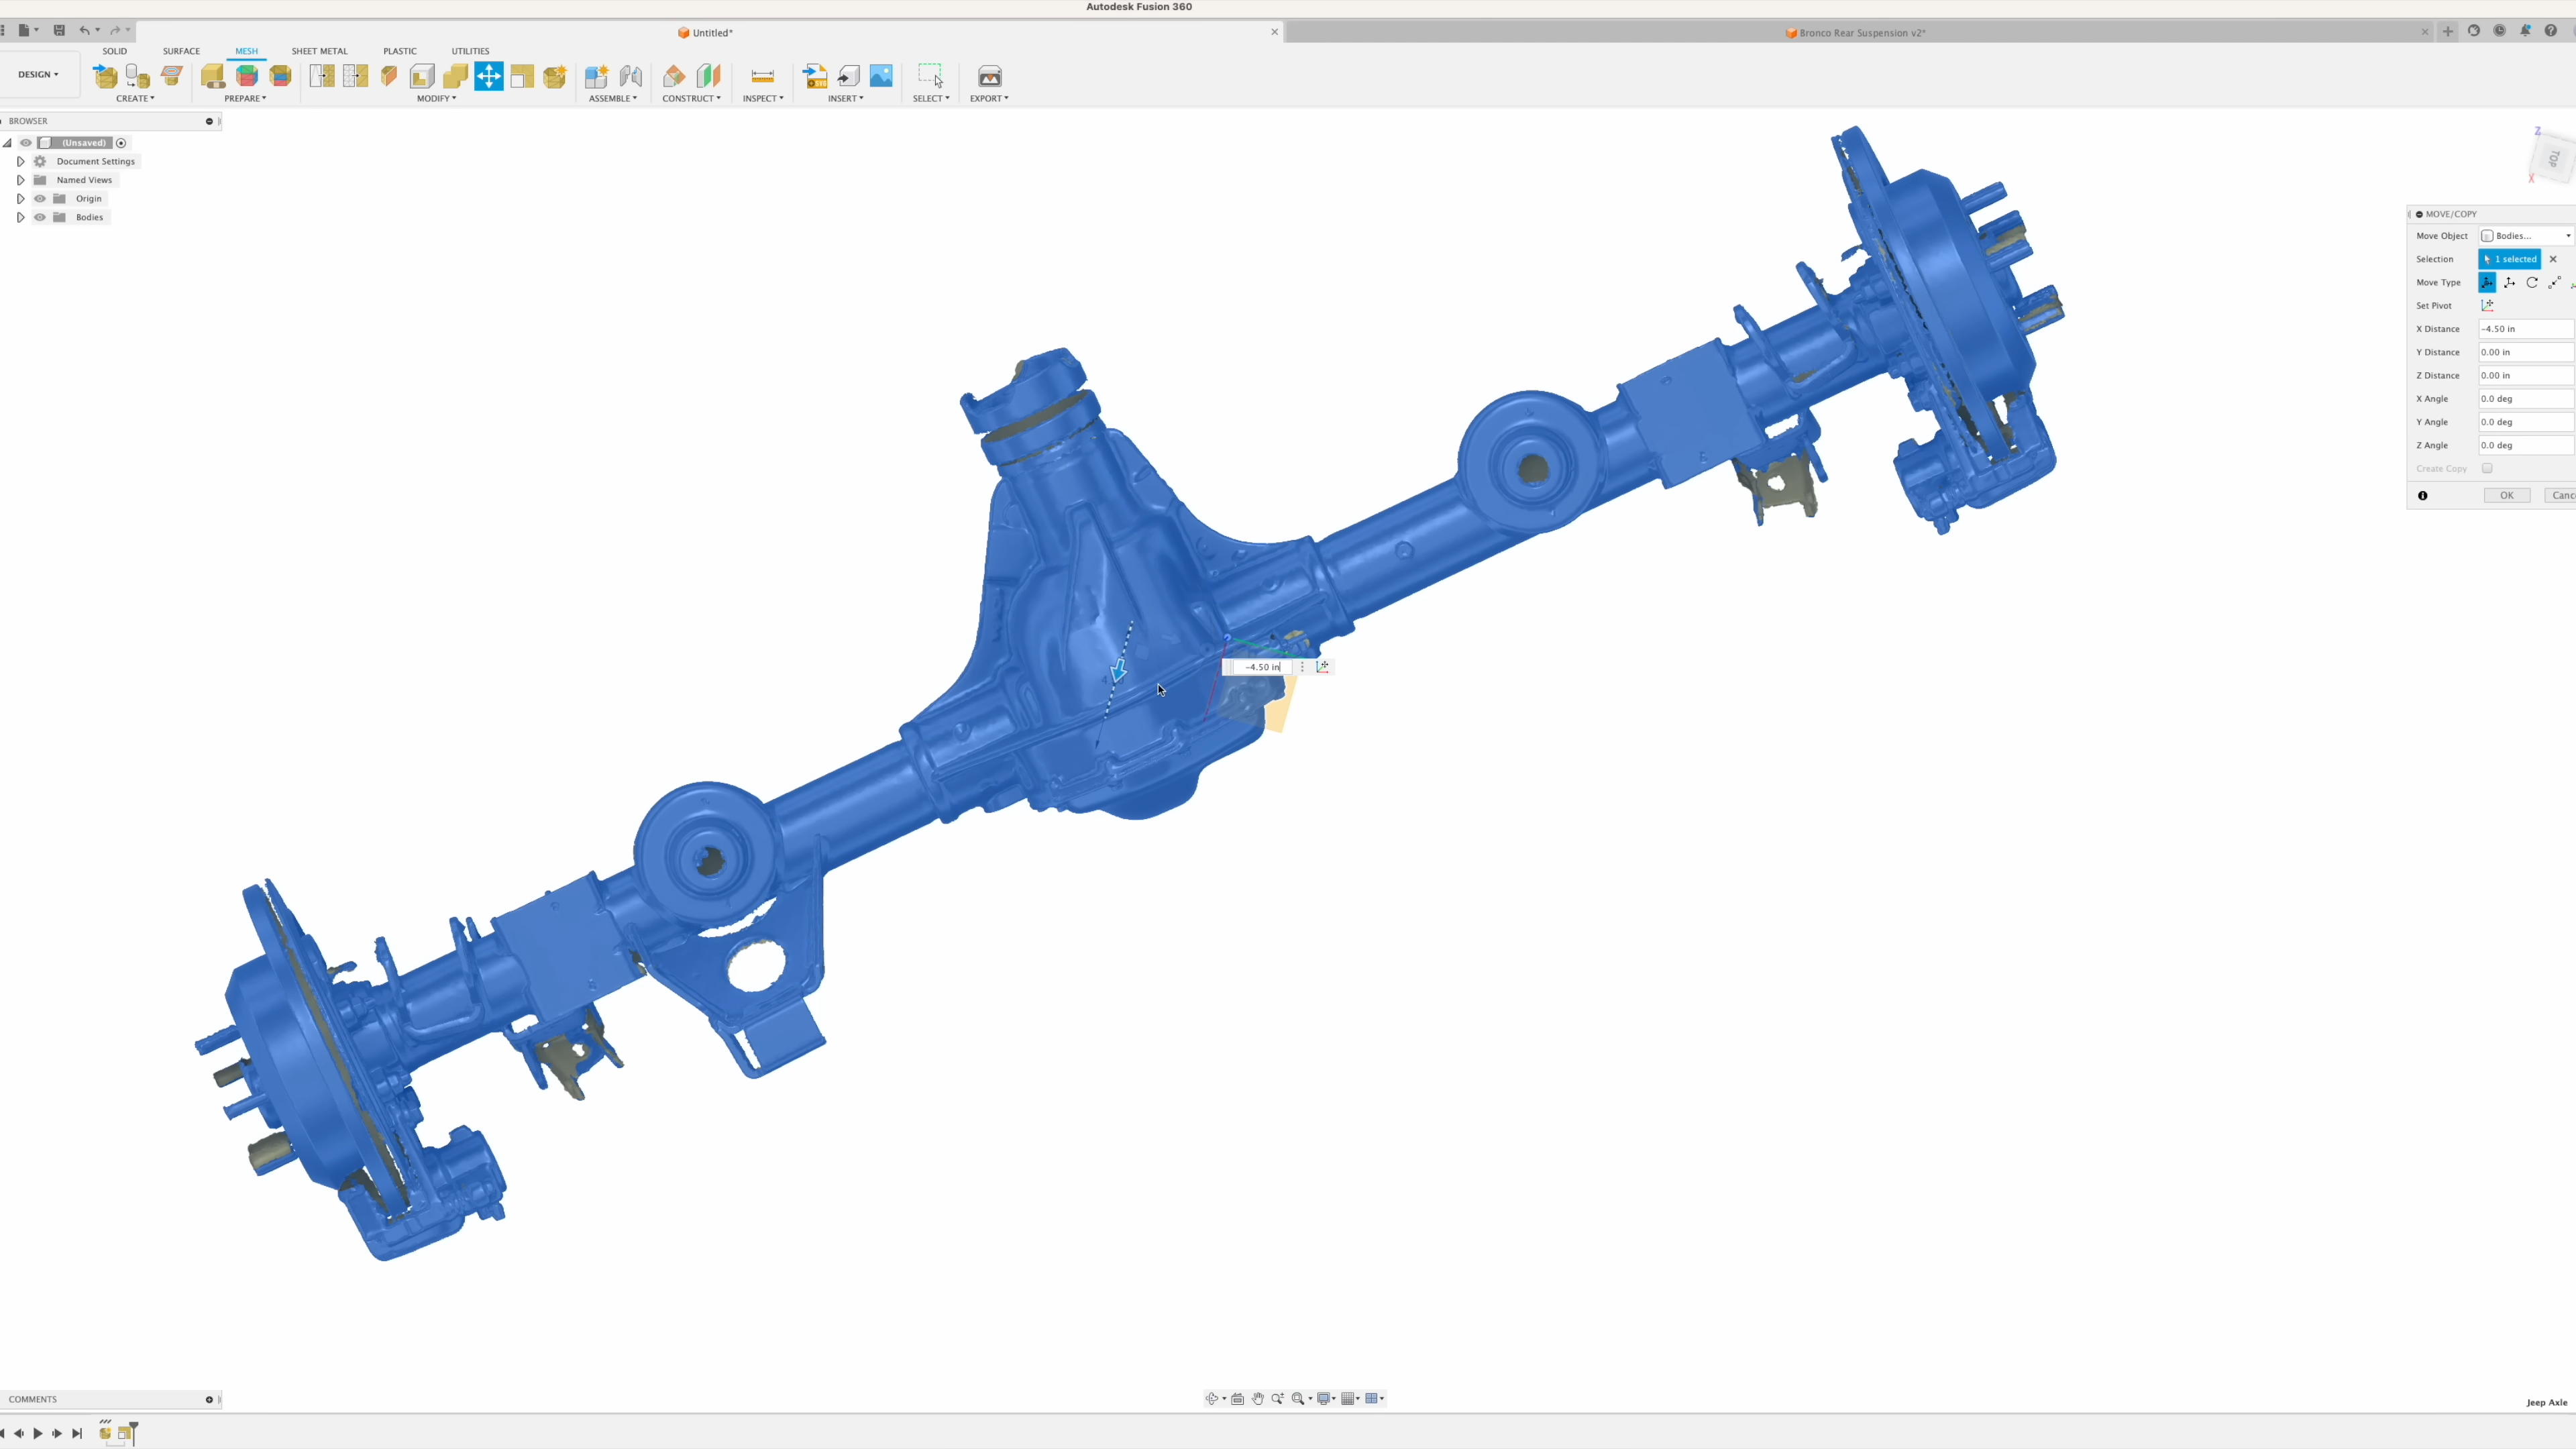 Autodesk Fusion 360
Untitled*
Bronco Rear Suspension v2*
SOLID
SURFACE
MESH
SHEET METAL
PLASTIC
UTILITIES
DESIGN
CREATE
PREPARE
MODIFY
ASSEMBLE
CONSTRUCT
INSPECT
INSERT
SELECT
EXPORT
BROWSER
(Unsaved)
Document Settings
Named Views
Origin
Bodies
Z
TOP
X
MOVE/COPY
Move Object Bodies...
Selection 1 selected
Move Type
Set Pivot
X Distance -4.50 in
Y Distance 0.00 in
Z Distance 0.00 in
X Angle 0.0 deg
Y Angle 0.0 deg
Z Angle 0.0 deg
Create Copy
OK Canc
-4.50 in
COMMENTS
Jeep Axle